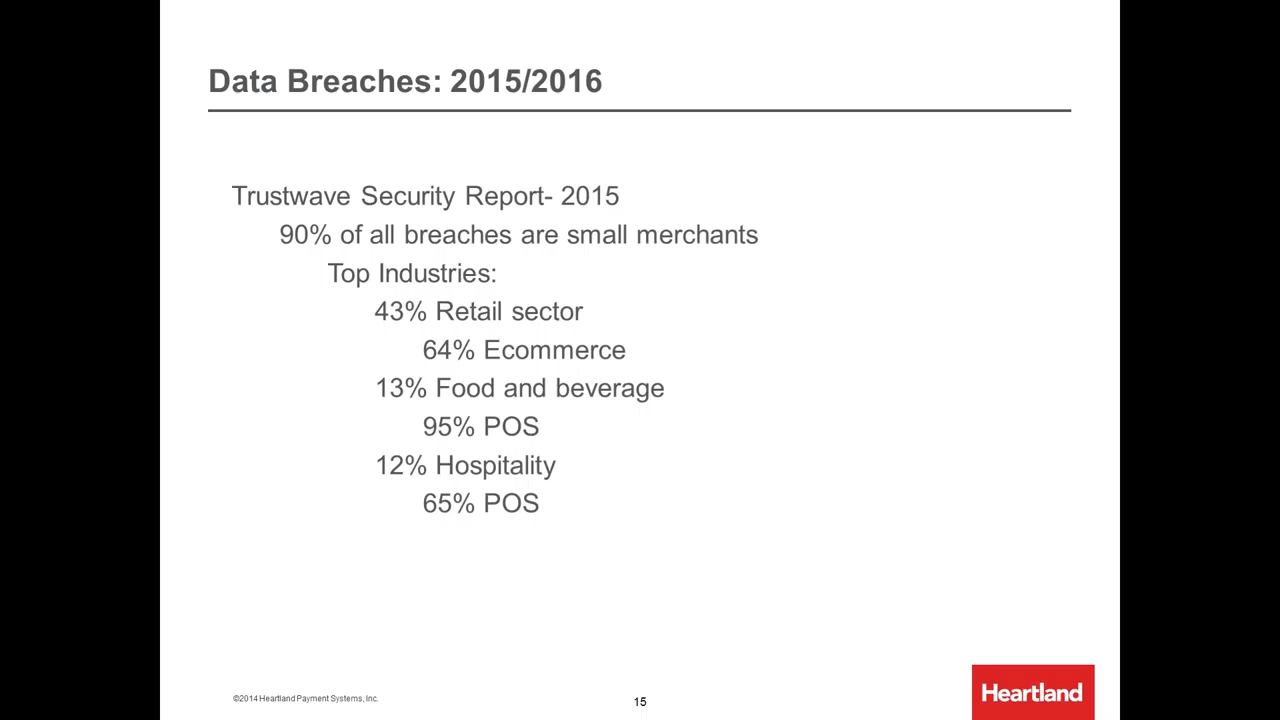 Data Breaches: 2015/2016
Trustwave Security Report- 2015
90% of all breaches are small merchants
Top Industries:
43% Retail sector
64% Ecommerce
13% Food and beverage
95% POS
12% Hospitality
65% POS
©2014 Heartland Payment Systems, Inc.
15
Heartland